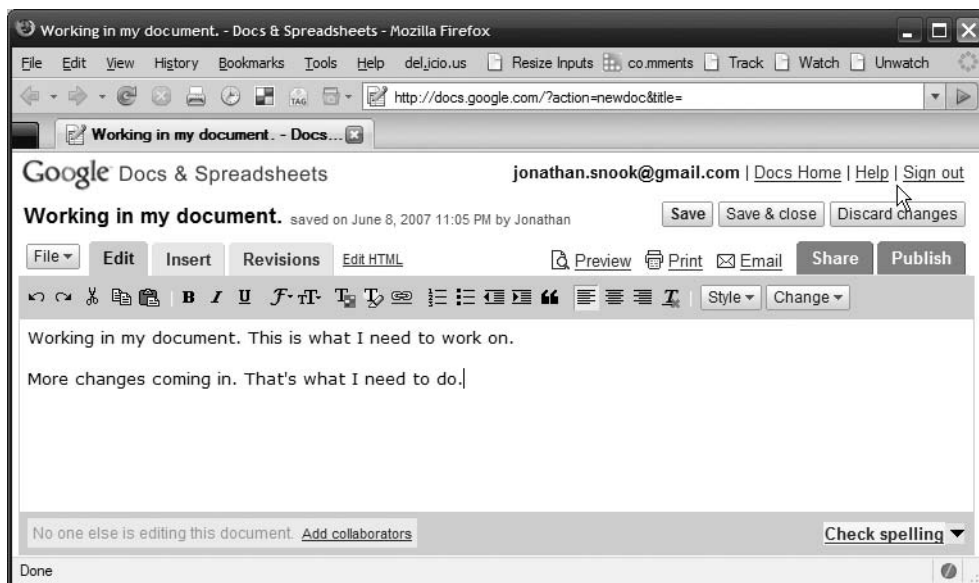 Working in my document. - Docs & Spreadsheets - Mozilla Firefox
File Edit View History Bookmarks Tools Help del.icio.us Resize Inputs co.mments Track Watch Unwatch
TAG http://docs.google.com/?action=newdoc&title=
Working in my document. - Docs...
Google Docs & Spreadsheets jonathan.snook@gmail.com | Docs Home | Help | Sign out
Working in my document. saved on June 8, 2007 11:05 PM by Jonathan Save Save & close Discard changes
File Edit Insert Revisions Edit HTML Preview Print Email Share Publish
B I U Style Change
Working in my document. This is what I need to work on.
More changes coming in. That's what I need to do.
No one else is editing this document. Add collaborators Check spelling
Done